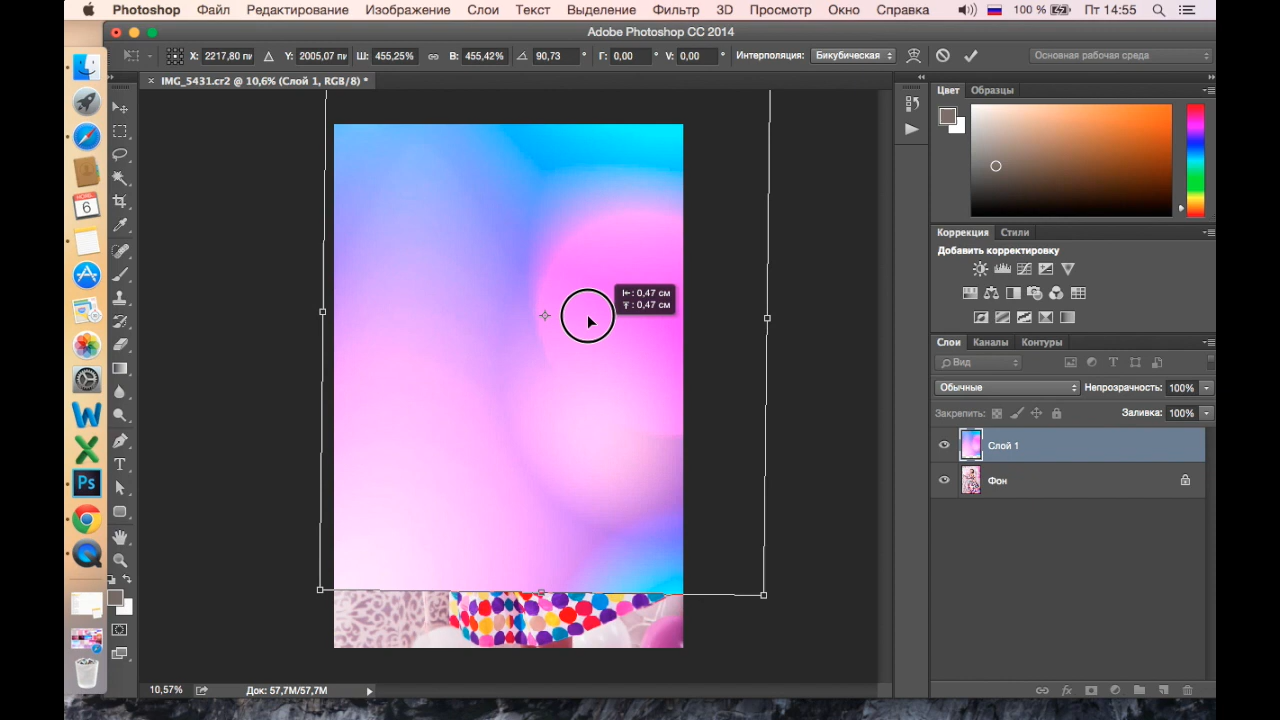 Photoshop Файл Редактирование Изображение Слои Текст Выделение Фильтр 3D Просмотр Окно Справка 100 % Пт 14:55
Adobe Photoshop CC 2014
X: 2217,80 пи Y: 2005,07 пи Ш: 455,25% В: 455,42% 90,73 ° Г: 0,00 ° V: 0,00 ° Интерполяция: Бикубическая Основная рабочая среда
IMG_5431.cr2 @ 10,6% (Слой 1, RGB/8) *
Цвет Образцы
6
: 0,47 см
: 0,47 см
Коррекция Стили
Добавить корректировку
Слои Каналы Контуры
Вид
Обычные Непрозрачность: 100%
Закрепить: Заливка: 100%
Слой 1
Фон
Ps
10,57% Док: 57,7M/57,7M